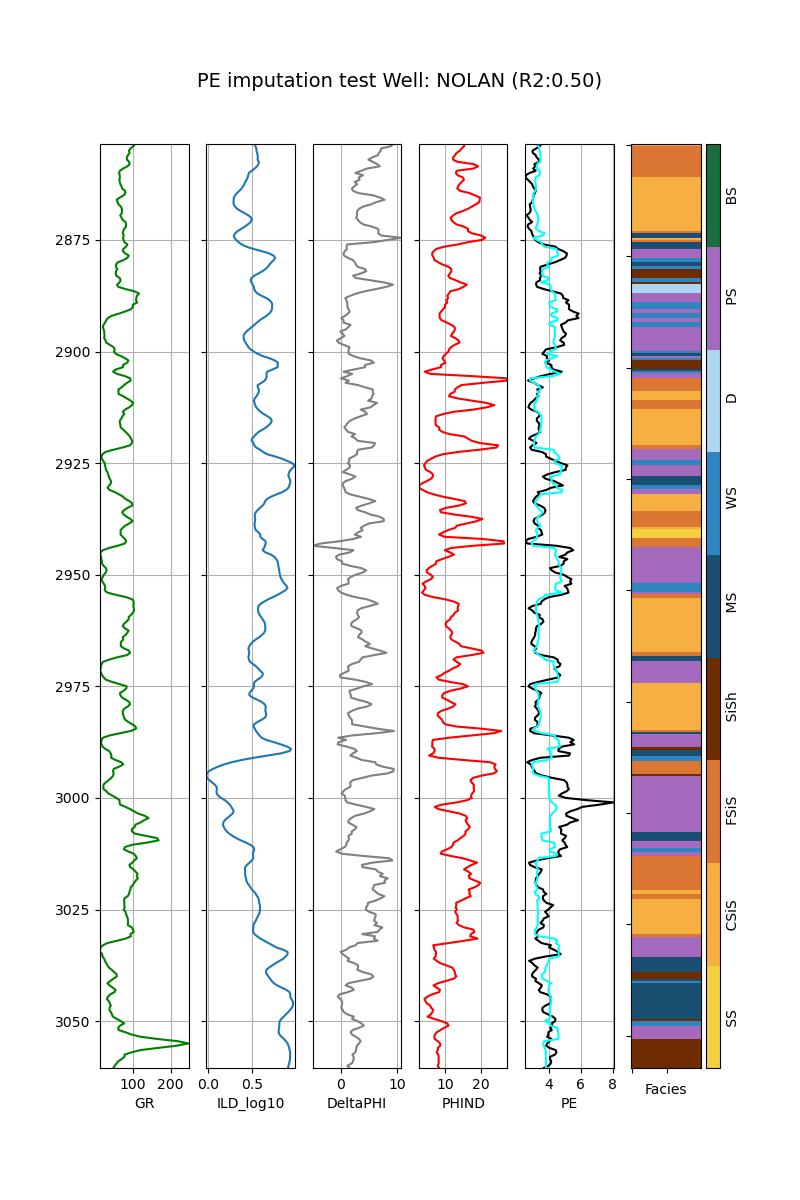 PE imputation test Well: NOLAN (R2:0.50)
2875
2900
2925
2950
2975
3000
3025
3050
100 200
0.0 0.5
0 10
10 20
4 6 8
GR
ILD_log10
DeltaPHI
PHIND
PE
Facies
BS
PS
D
WS
MS
SiSh
FSiS
CSiS
SS